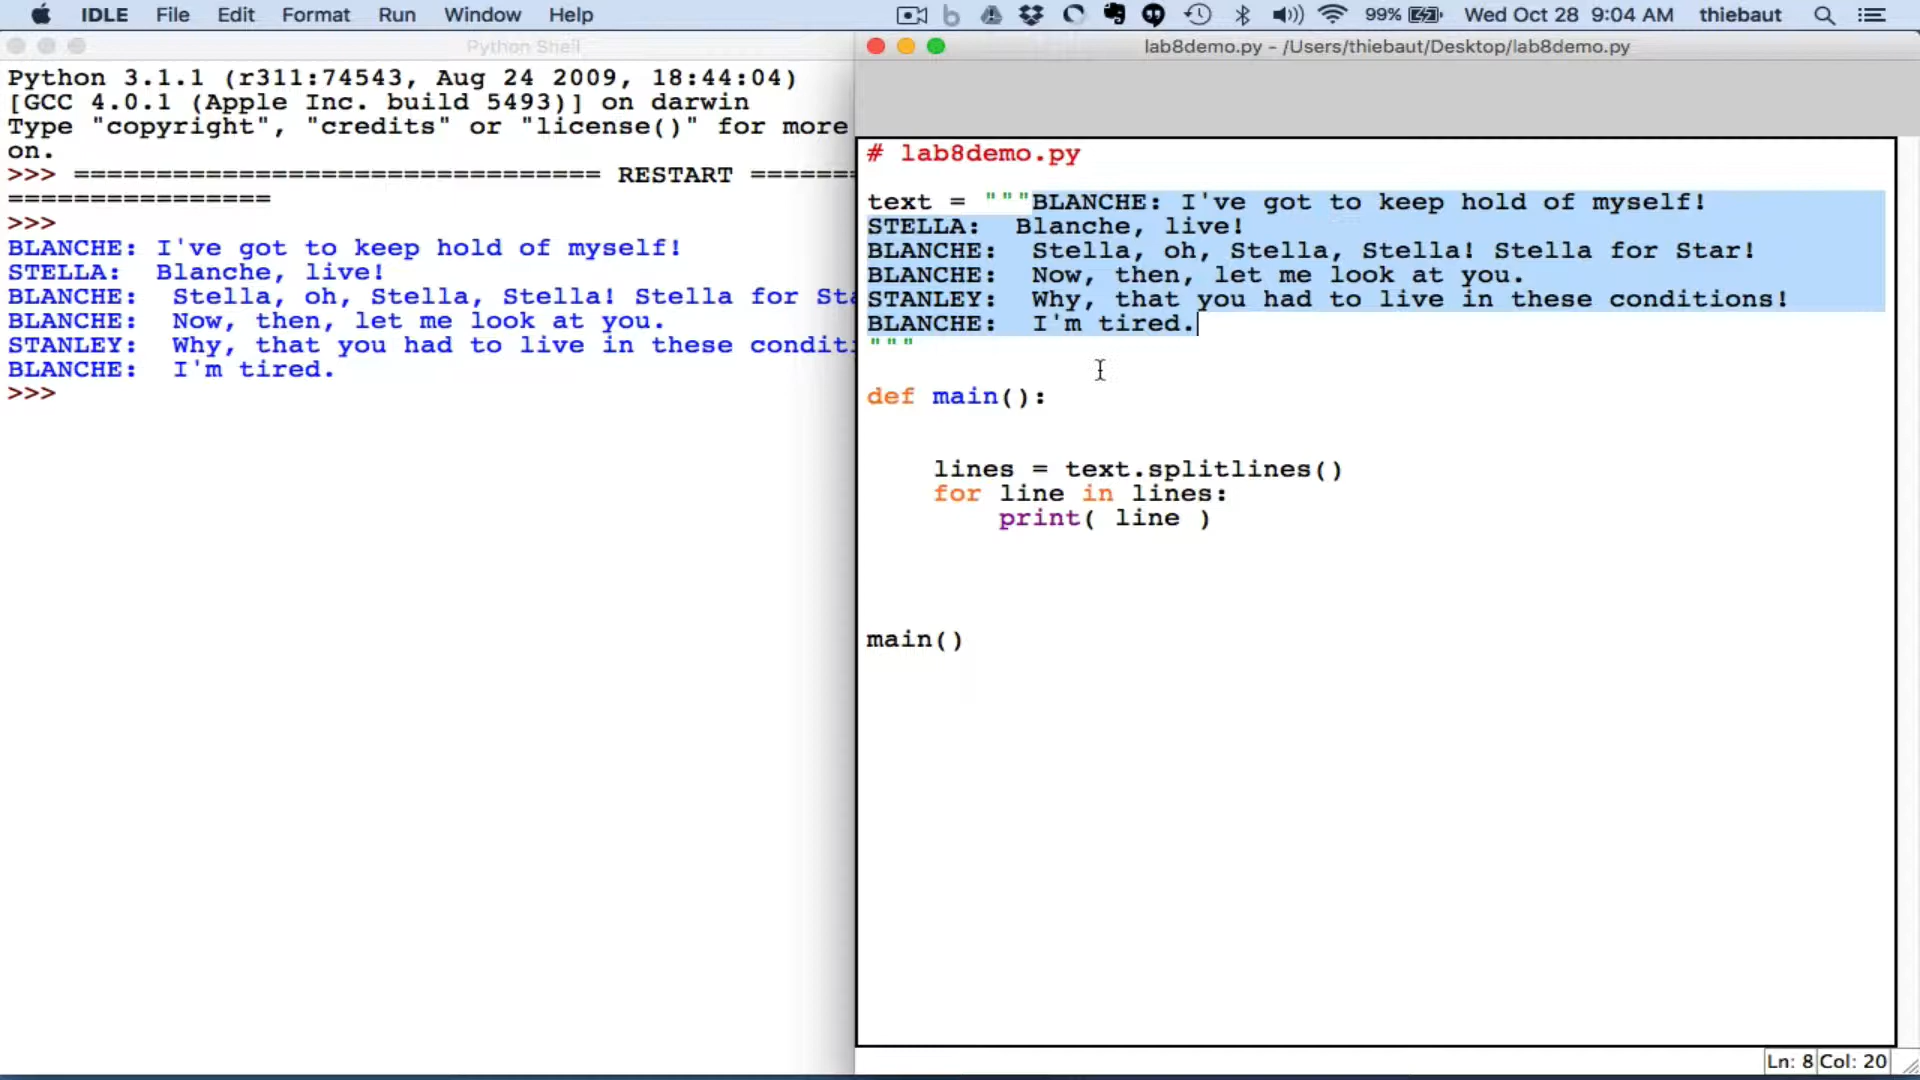 IDLE File Edit Format Run Window Help 99% Wed Oct 28 9:04 AM thiebaut
Python Shell
Python 3.1.1 (r311:74543, Aug 24 2009, 18:44:04)
[GCC 4.0.1 (Apple Inc. build 5493)] on darwin
Type "copyright", "credits" or "license()" for more
on.
>>> ================================ RESTART ======
================
>>>
BLANCHE: I've got to keep hold of myself!
STELLA:  Blanche, live!
BLANCHE:  Stella, oh, Stella, Stella! Stella for Sta
BLANCHE:  Now, then, let me look at you.
STANLEY:  Why, that you had to live in these conditi
BLANCHE:  I'm tired.
>>>
lab8demo.py - /Users/thiebaut/Desktop/lab8demo.py
# lab8demo.py
text = """BLANCHE: I've got to keep hold of myself!
STELLA:  Blanche, live!
BLANCHE:  Stella, oh, Stella, Stella! Stella for Star!
BLANCHE:  Now, then, let me look at you.
STANLEY:  Why, that you had to live in these conditions!
BLANCHE:  I'm tired.
"""
def main():
    lines = text.splitlines()
    for line in lines:
        print( line )
main()
Ln: 8 Col: 20